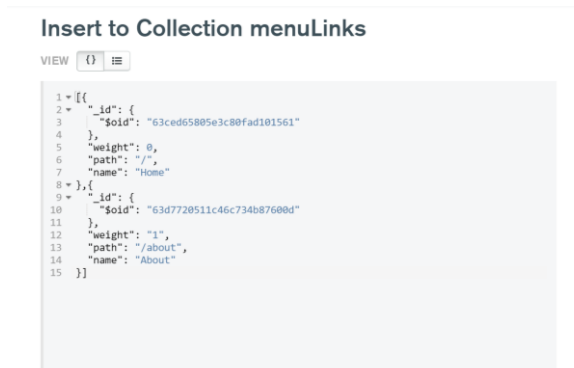 Insert to Collection menuLinks
VIEW {}
1 [{
2 "_id": {
3 "$oid": "63ced65805e3c80fad101561"
4 },
5 "weight": 0,
6 "path": "/",
7 "name": "Home"
8 },{
9 "_id": {
10 "$oid": "63d7720511c46c734b87600d"
11 },
12 "weight": "1",
13 "path": "/about",
14 "name": "About"
15 }]